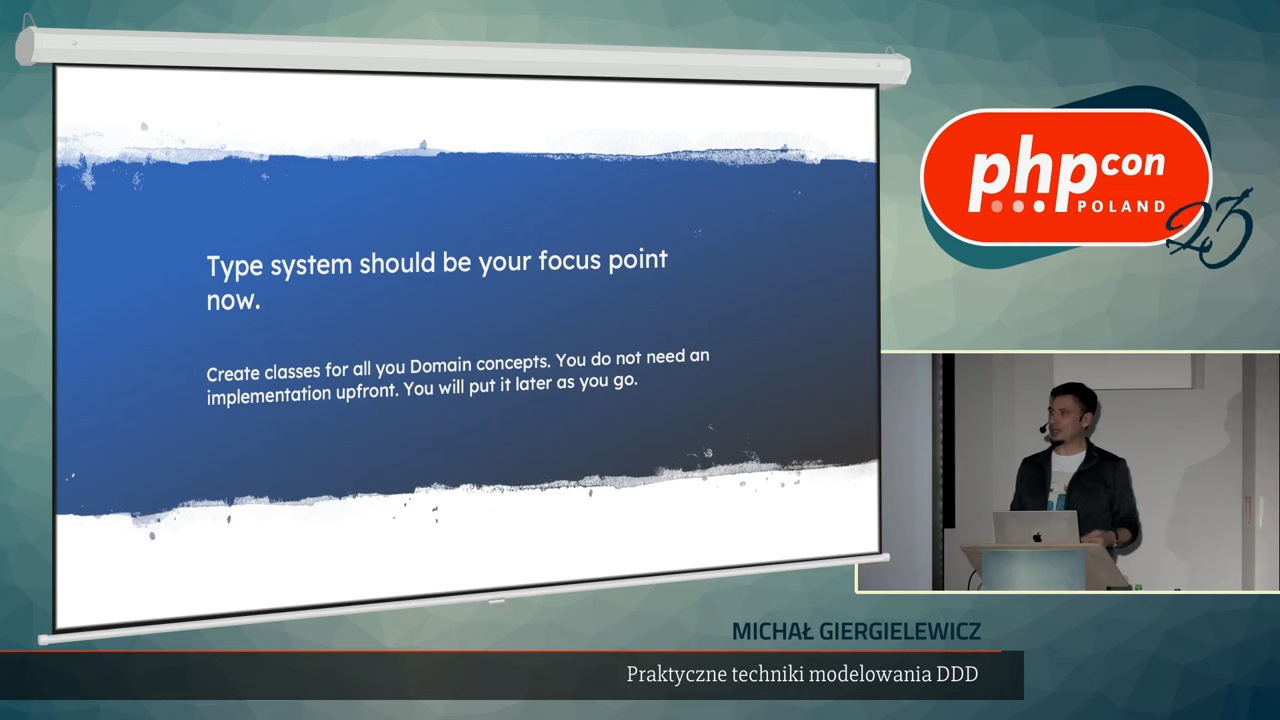 Type system should be your focus point
now.
Create classes for all you Domain concepts. You do not need an
implementation upfront. You will put it later as you go.
phpcon
POLAND
23
MICHAŁ GIERGIELEWICZ
Praktyczne techniki modelowania DDD